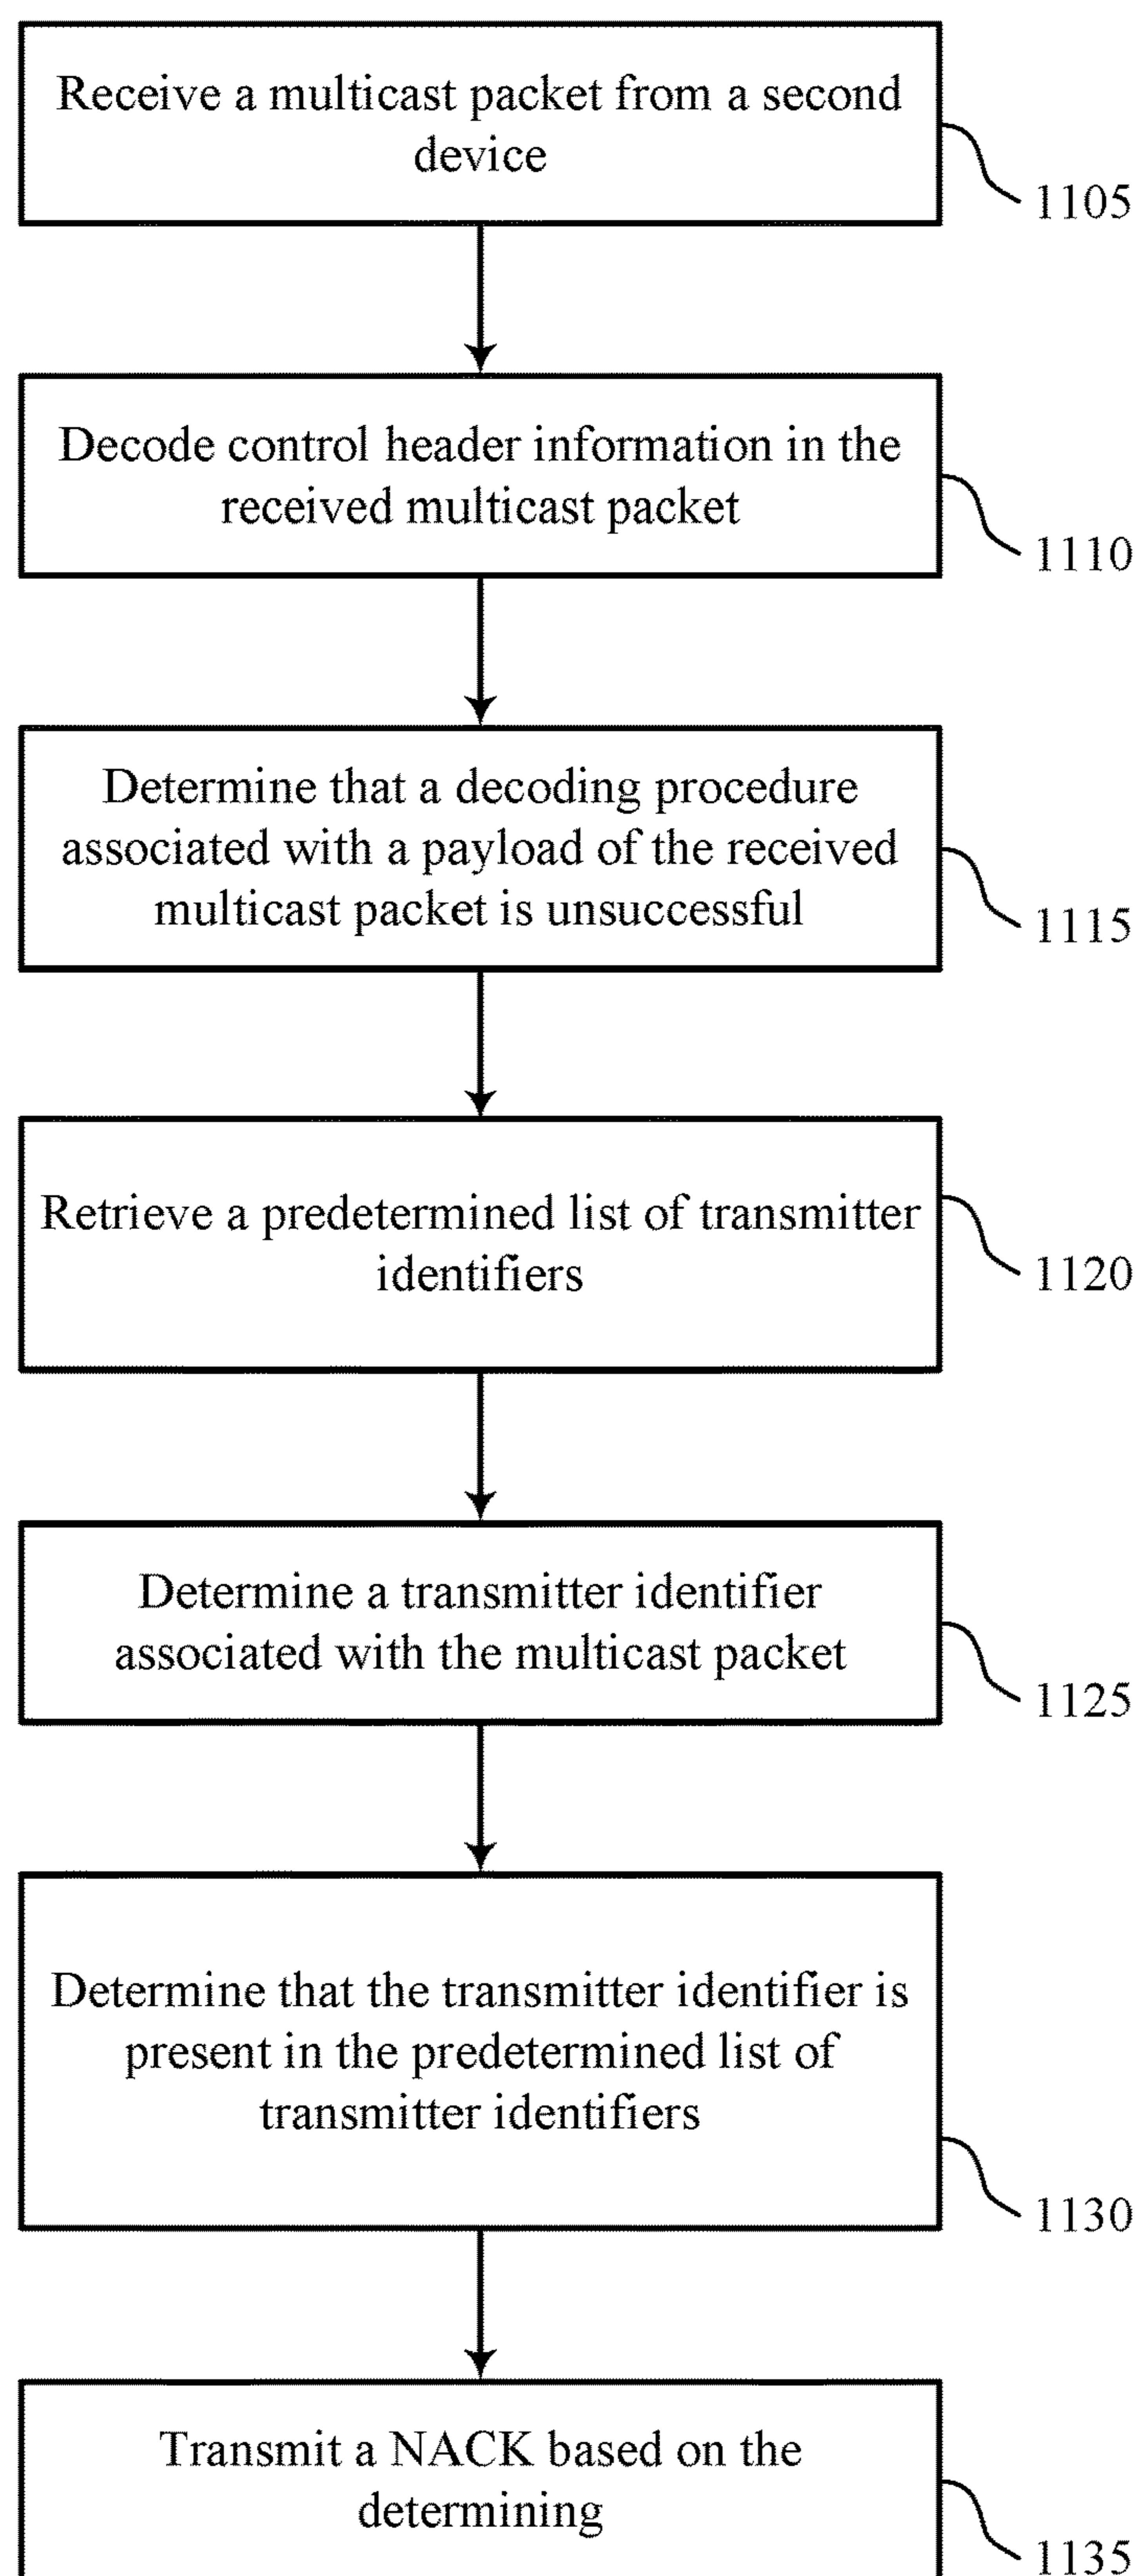 Receive a multicast packet from a second
device
1105
Decode control header information in the
received multicast packet
1110
Determine that a decoding procedure
associated with a payload of the received
multicast packet is unsuccessful
1115
Retrieve a predetermined list of transmitter
identifiers
1120
Determine a transmitter identifier
associated with the multicast packet
1125
Determine that the transmitter identifier is
present in the predetermined list of
transmitter identifiers
1130
Transmit a NACK based on the
determining
1135